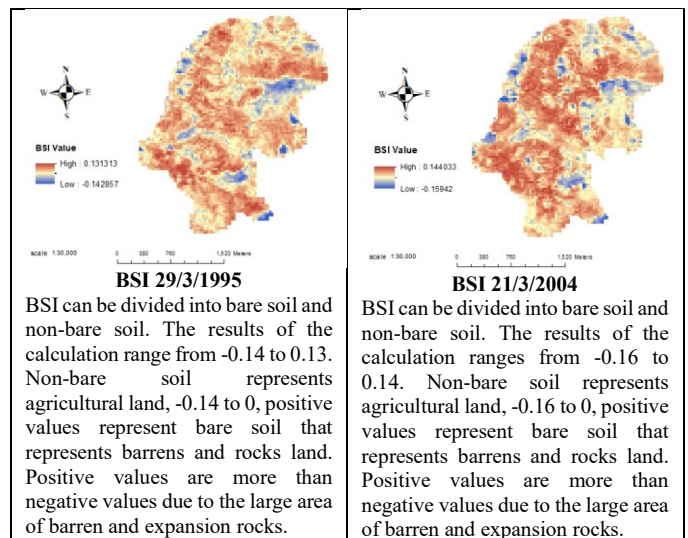 N
W E
S
BSI Value
High : 0.131313
Low : -0.142857
scale 1:30,000
0 380 760 1,520 Meters
BSI 29/3/1995
BSI can be divided into bare soil and
non-bare soil. The results of the
calculation range from -0.14 to 0.13.
Non-bare soil represents
agricultural land, -0.14 to 0, positive
values represent bare soil that
represents barrens and rocks land.
Positive values are more than
negative values due to the large area
of barren and expansion rocks.
N
W E
S
BSI Value
High : 0.144033
Low : -0.15942
scale 1:30,000
0 380 760 1,520 Meters
BSI 21/3/2004
BSI can be divided into bare soil and
non-bare soil. The results of the
calculation ranges from -0.16 to
0.14. Non-bare soil represents
agricultural land, -0.16 to 0, positive
values represent bare soil that
represents barrens and rocks land.
Positive values are more than
negative values due to the large area
of barren and expansion rocks.